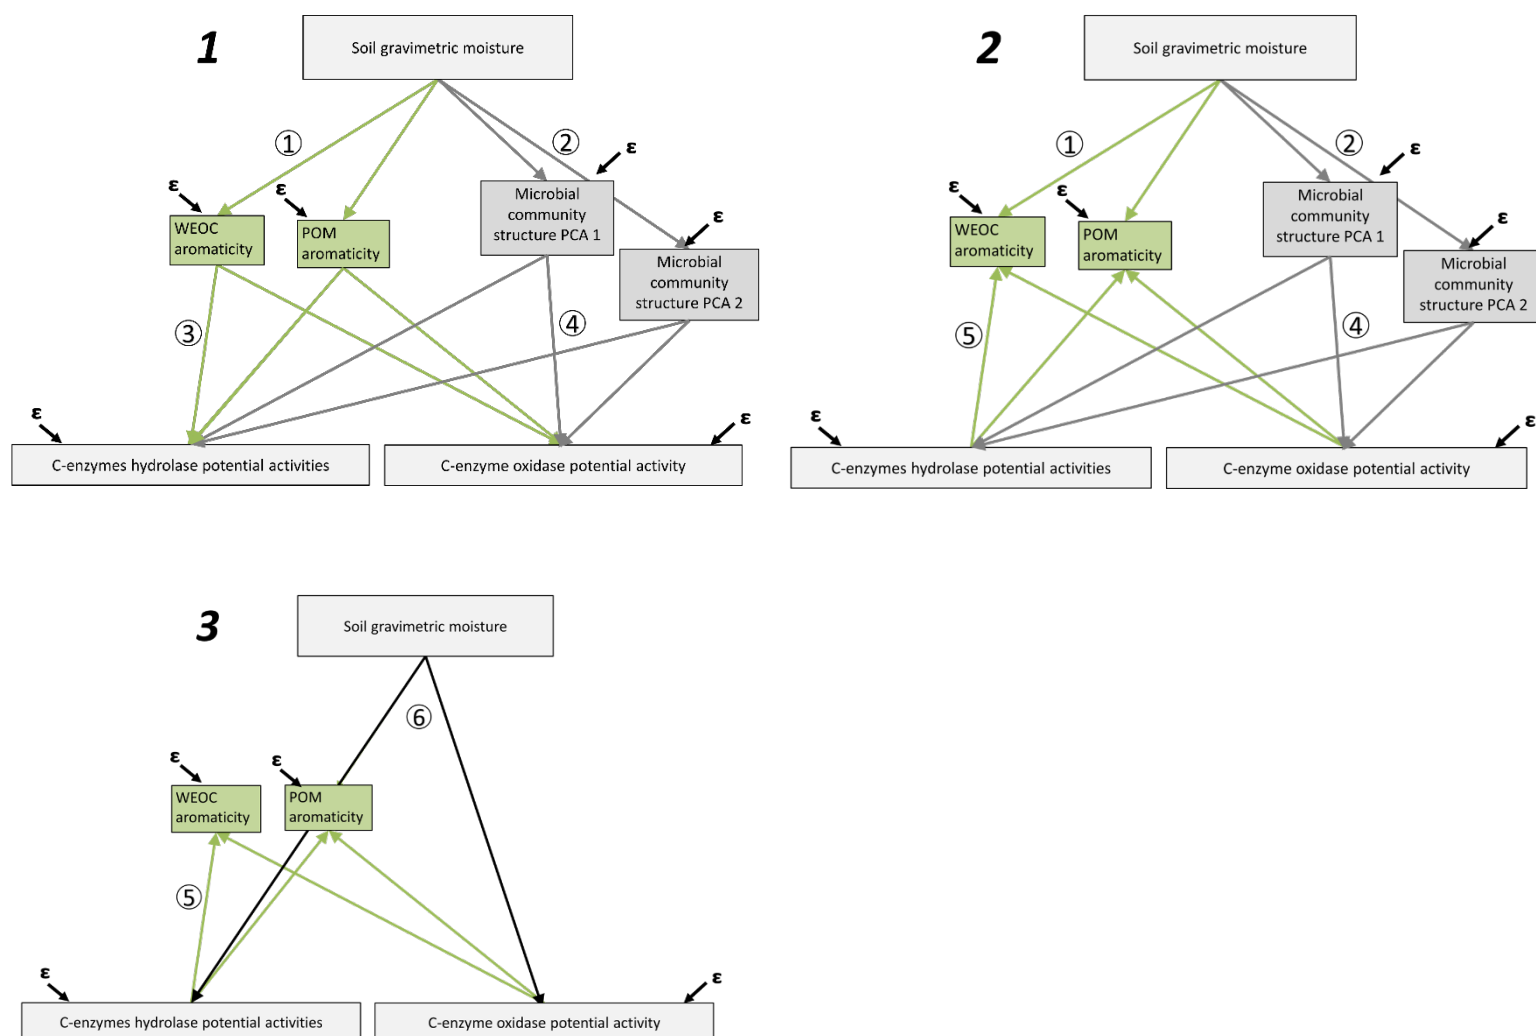 1
Soil gravimetric moisture
①
②
ε
ε
ε
ε
WEOC
aromaticity
POM
aromaticity
Microbial
community
structure PCA 1
Microbial
community
structure PCA 2
③
④
ε
ε
C-enzymes hydrolase potential activities
C-enzyme oxidase potential activity
2
Soil gravimetric moisture
①
②
ε
ε
ε
ε
WEOC
aromaticity
POM
aromaticity
Microbial
community
structure PCA 1
Microbial
community
structure PCA 2
⑤
④
ε
ε
C-enzymes hydrolase potential activities
C-enzyme oxidase potential activity
3
Soil gravimetric moisture
⑥
ε
ε
WEOC
aromaticity
POM
aromaticity
⑤
ε
ε
C-enzymes hydrolase potential activities
C-enzyme oxidase potential activity